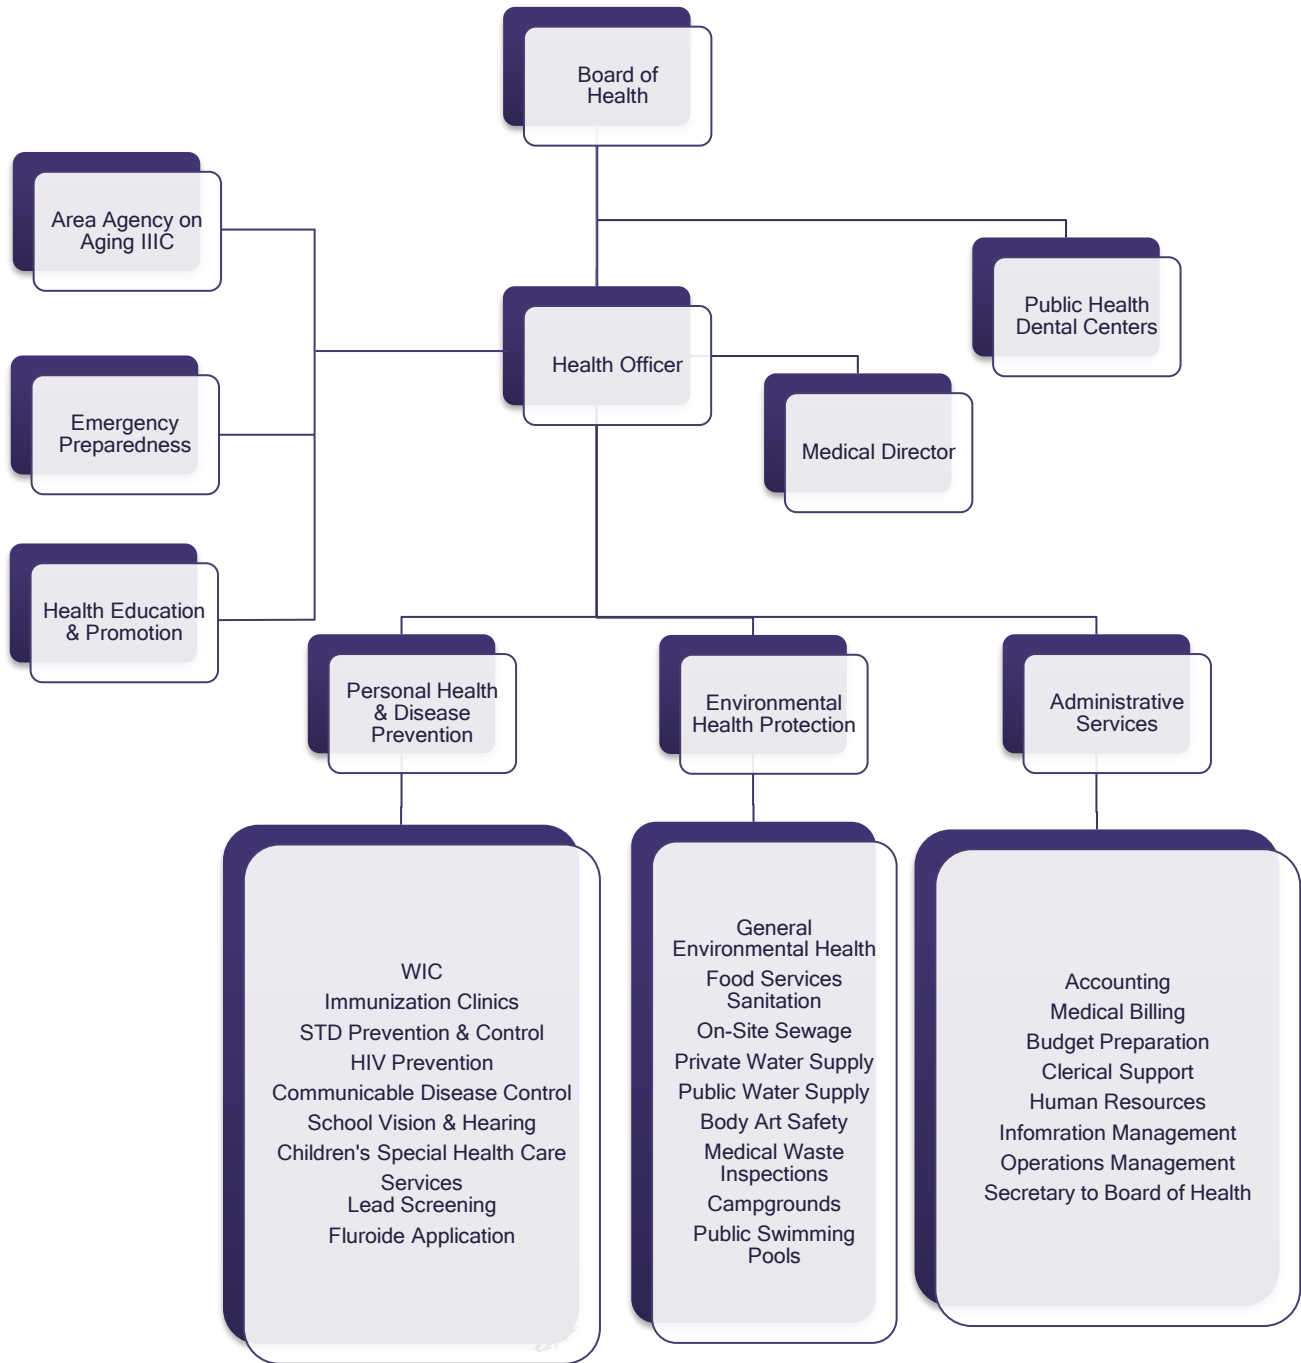 Board of
Health
Area Agency on
Aging IIIC
Public Health
Dental Centers
Health Officer
Emergency
Preparedness
Medical Director
Health Education
& Promotion
Personal Health
& Disease
Prevention
Environmental
Health Protection
Administrative
Services
WIC
Immunization Clinics
STD Prevention & Control
HIV Prevention
Communicable Disease Control
School Vision & Hearing
Children's Special Health Care
Services
Lead Screening
Fluroide Application
General
Environmental Health
Food Services
Sanitation
On-Site Sewage
Private Water Supply
Public Water Supply
Body Art Safety
Medical Waste
Inspections
Campgrounds
Public Swimming
Pools
Accounting
Medical Billing
Budget Preparation
Clerical Support
Human Resources
Infomration Management
Operations Management
Secretary to Board of Health